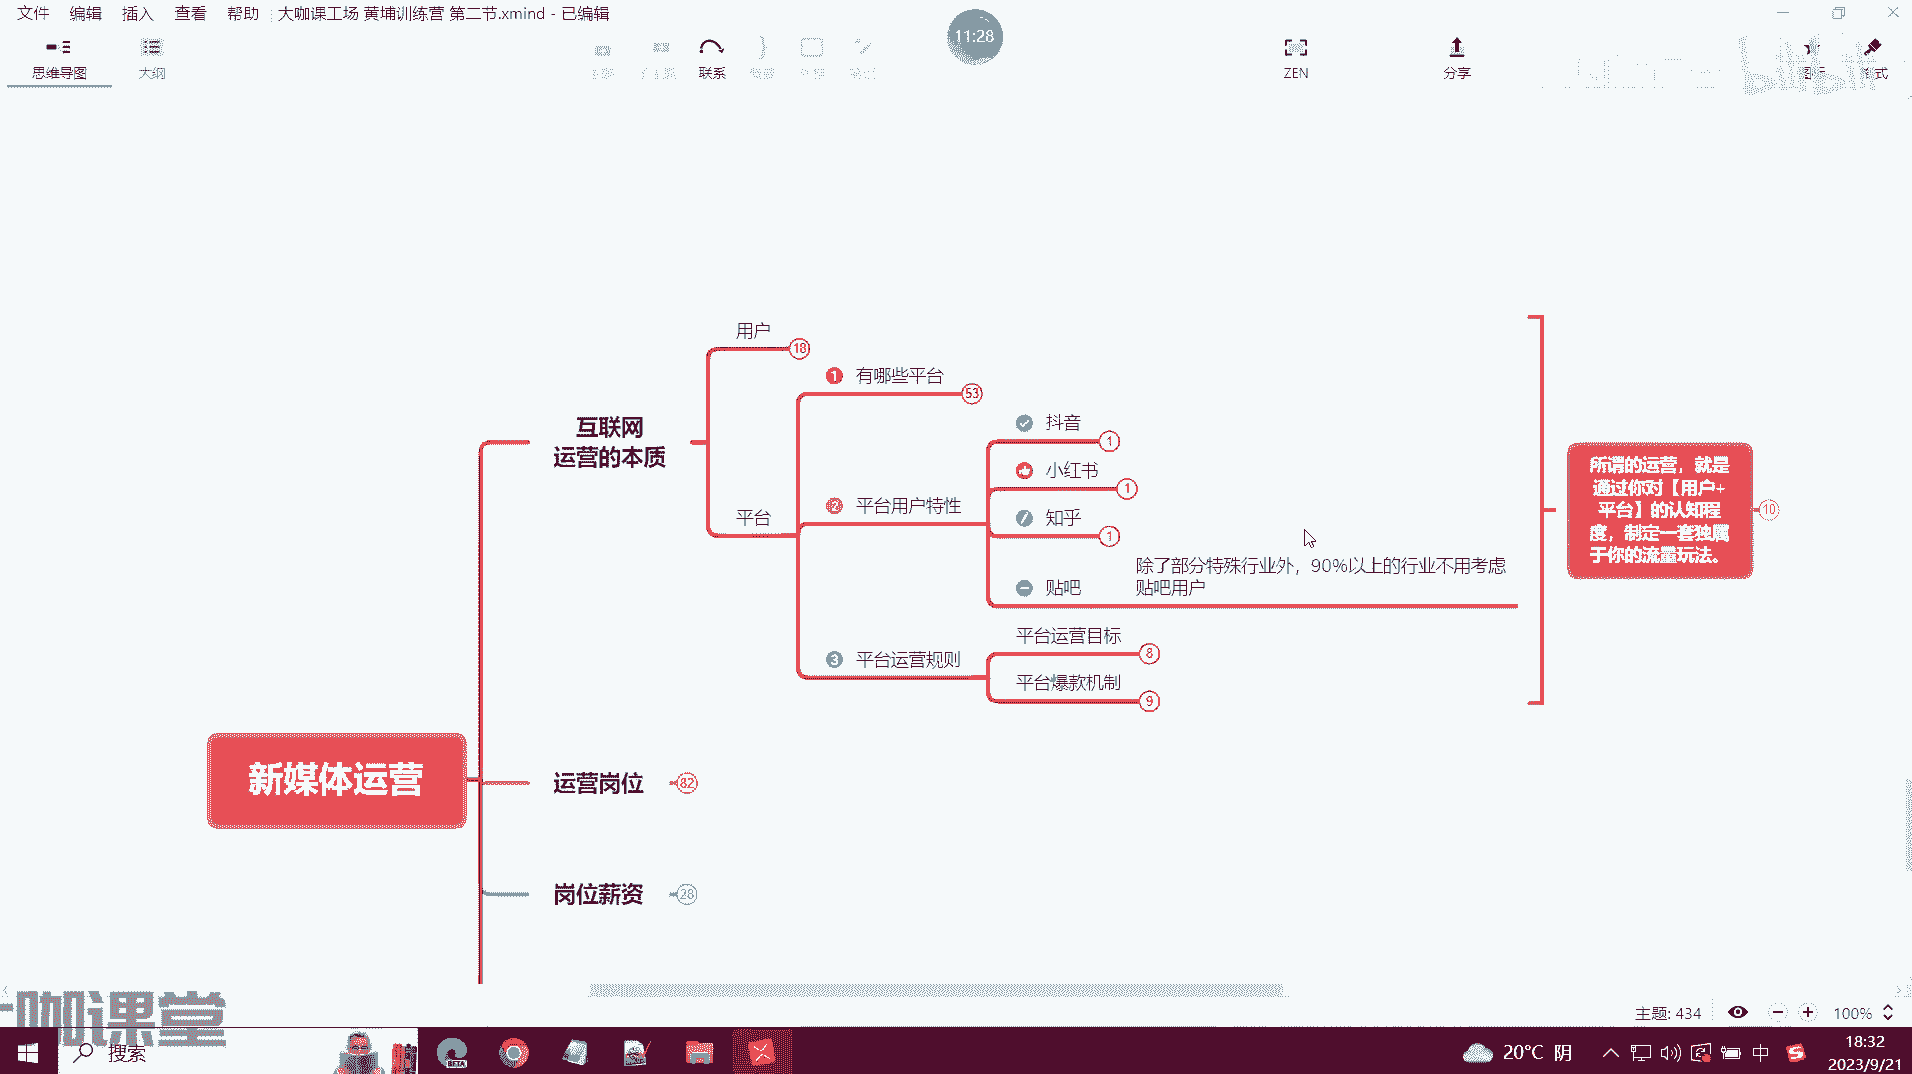 文件 编辑 插入 查看 帮助 大咖课工场 黄埔训练营 第二节.xmind - 已编辑
11:28
思维导图 大纲 联系 ZEN 分享
用户
18
1 有哪些平台
53
互联网
运营的本质
抖音
1
小红书
1
2 平台用户特性
平台
知乎
1
除了部分特殊行业外，90%以上的行业不用考虑
贴吧用户
贴吧
平台运营目标
8
3 平台运营规则
平台爆款机制
9
所谓的运营，就是
通过你对【用户+
平台】的认知程
度，制定一套独属
于你的流量玩法。
10
新媒体运营
运营岗位
82
岗位薪资
28
咖课堂
主题: 434 100%
搜索
BETA
20°C 阴
中
18:32
2023/9/21